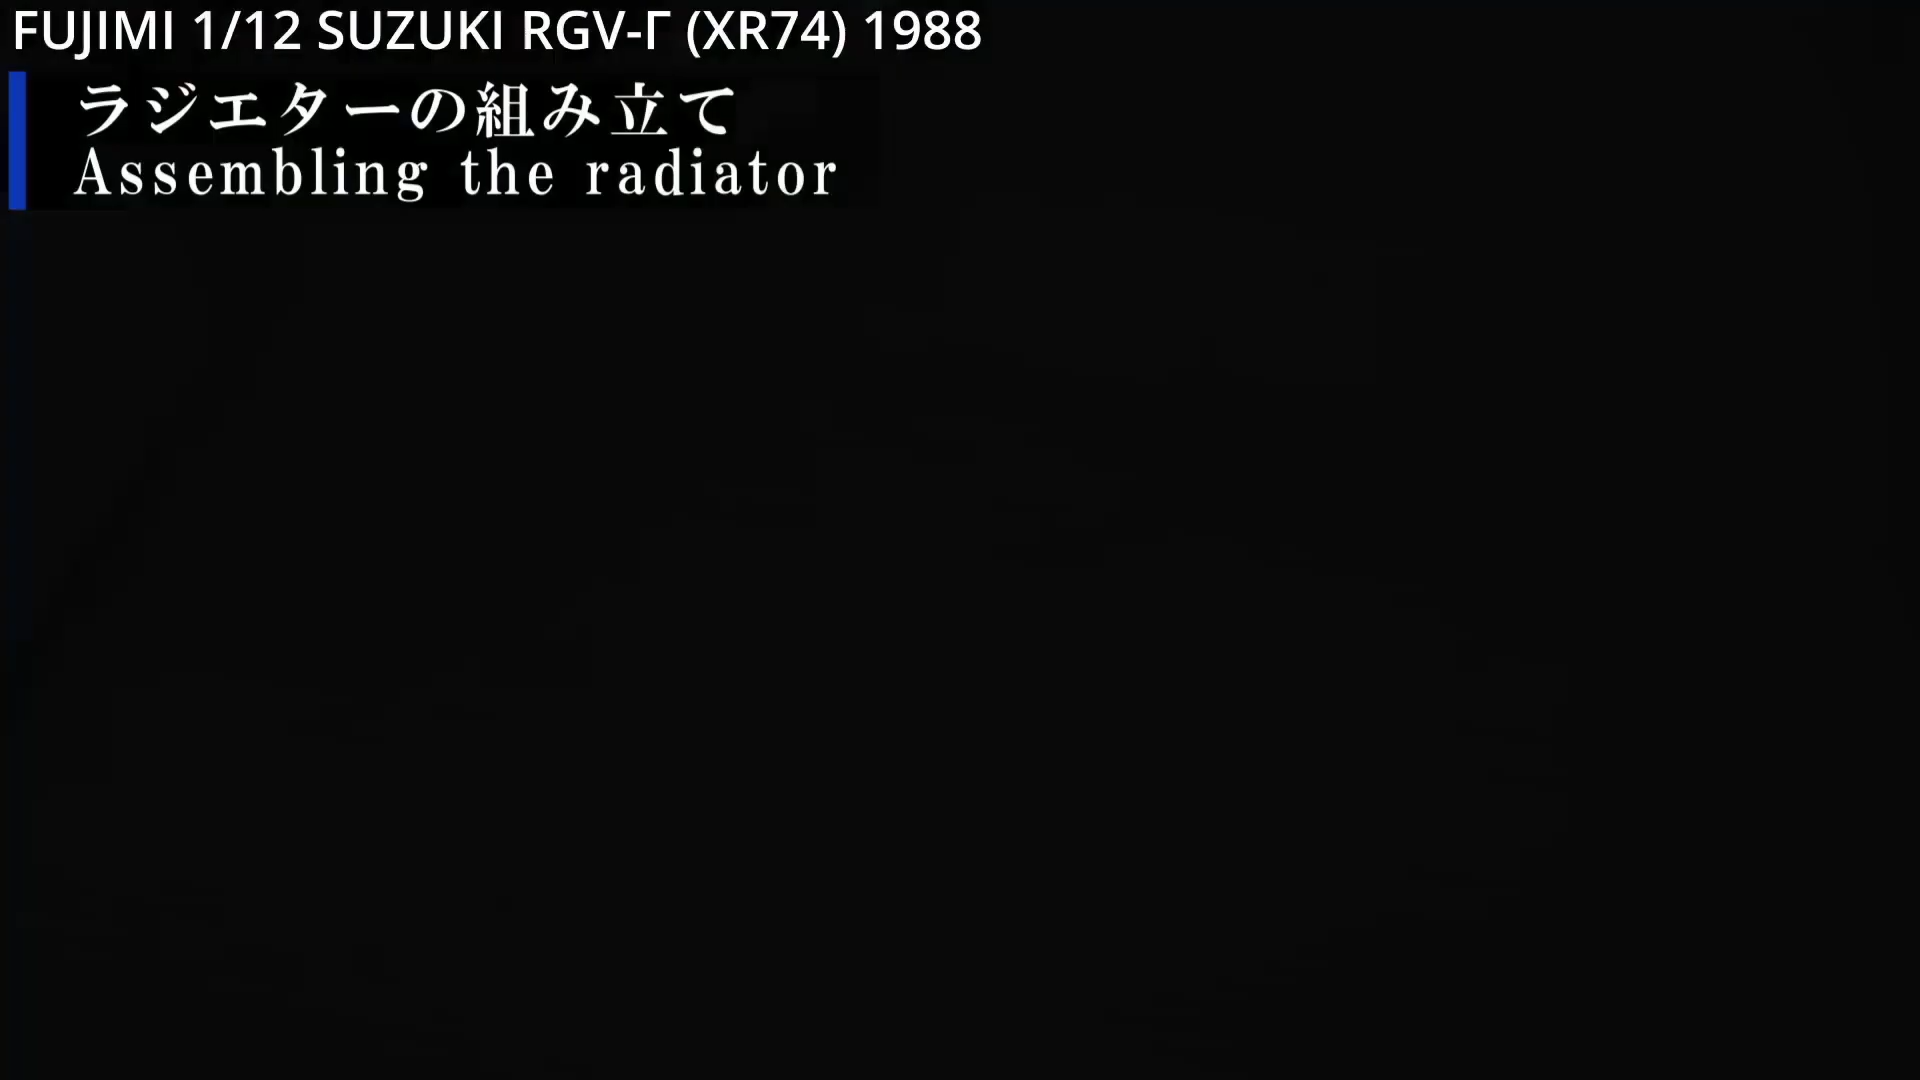 FUJIMI 1/12 SUZUKI RGV-Γ (XR74) 1988
ラジエターの組み立て
Assembling the radiator